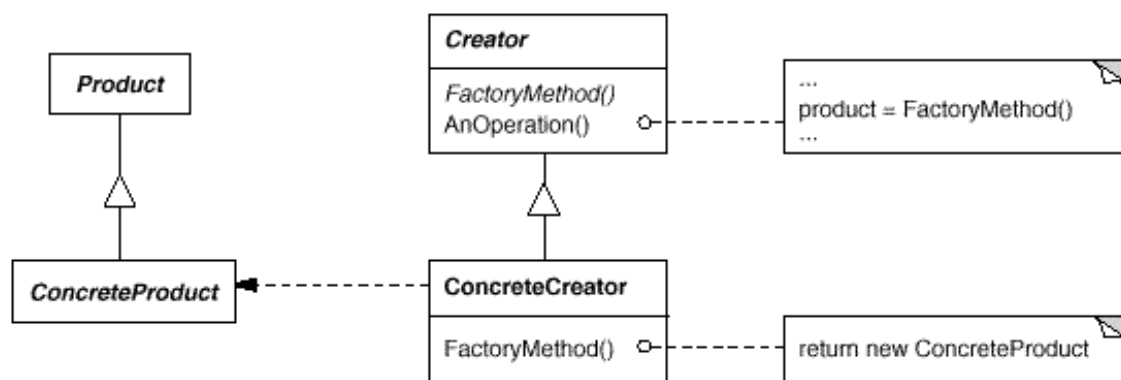 Product
ConcreteProduct
Creator
FactoryMethod()
AnOperation()
...
product = FactoryMethod()
...
ConcreteCreator
FactoryMethod()
return new ConcreteProduct